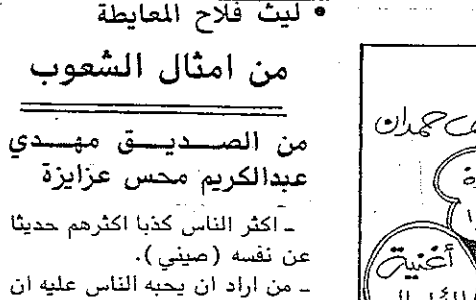 • ليث فلاح المعايطة
من امثال الشعوب
من الصديق مهدي
عبدالكريم محسن عزايزة
ـ اكثر الناس كذبا اكثرهم حديثا
عن نفسه (صيني).
ـ من اراد ان يحبه الناس عليه ان
حمدان
أغنية